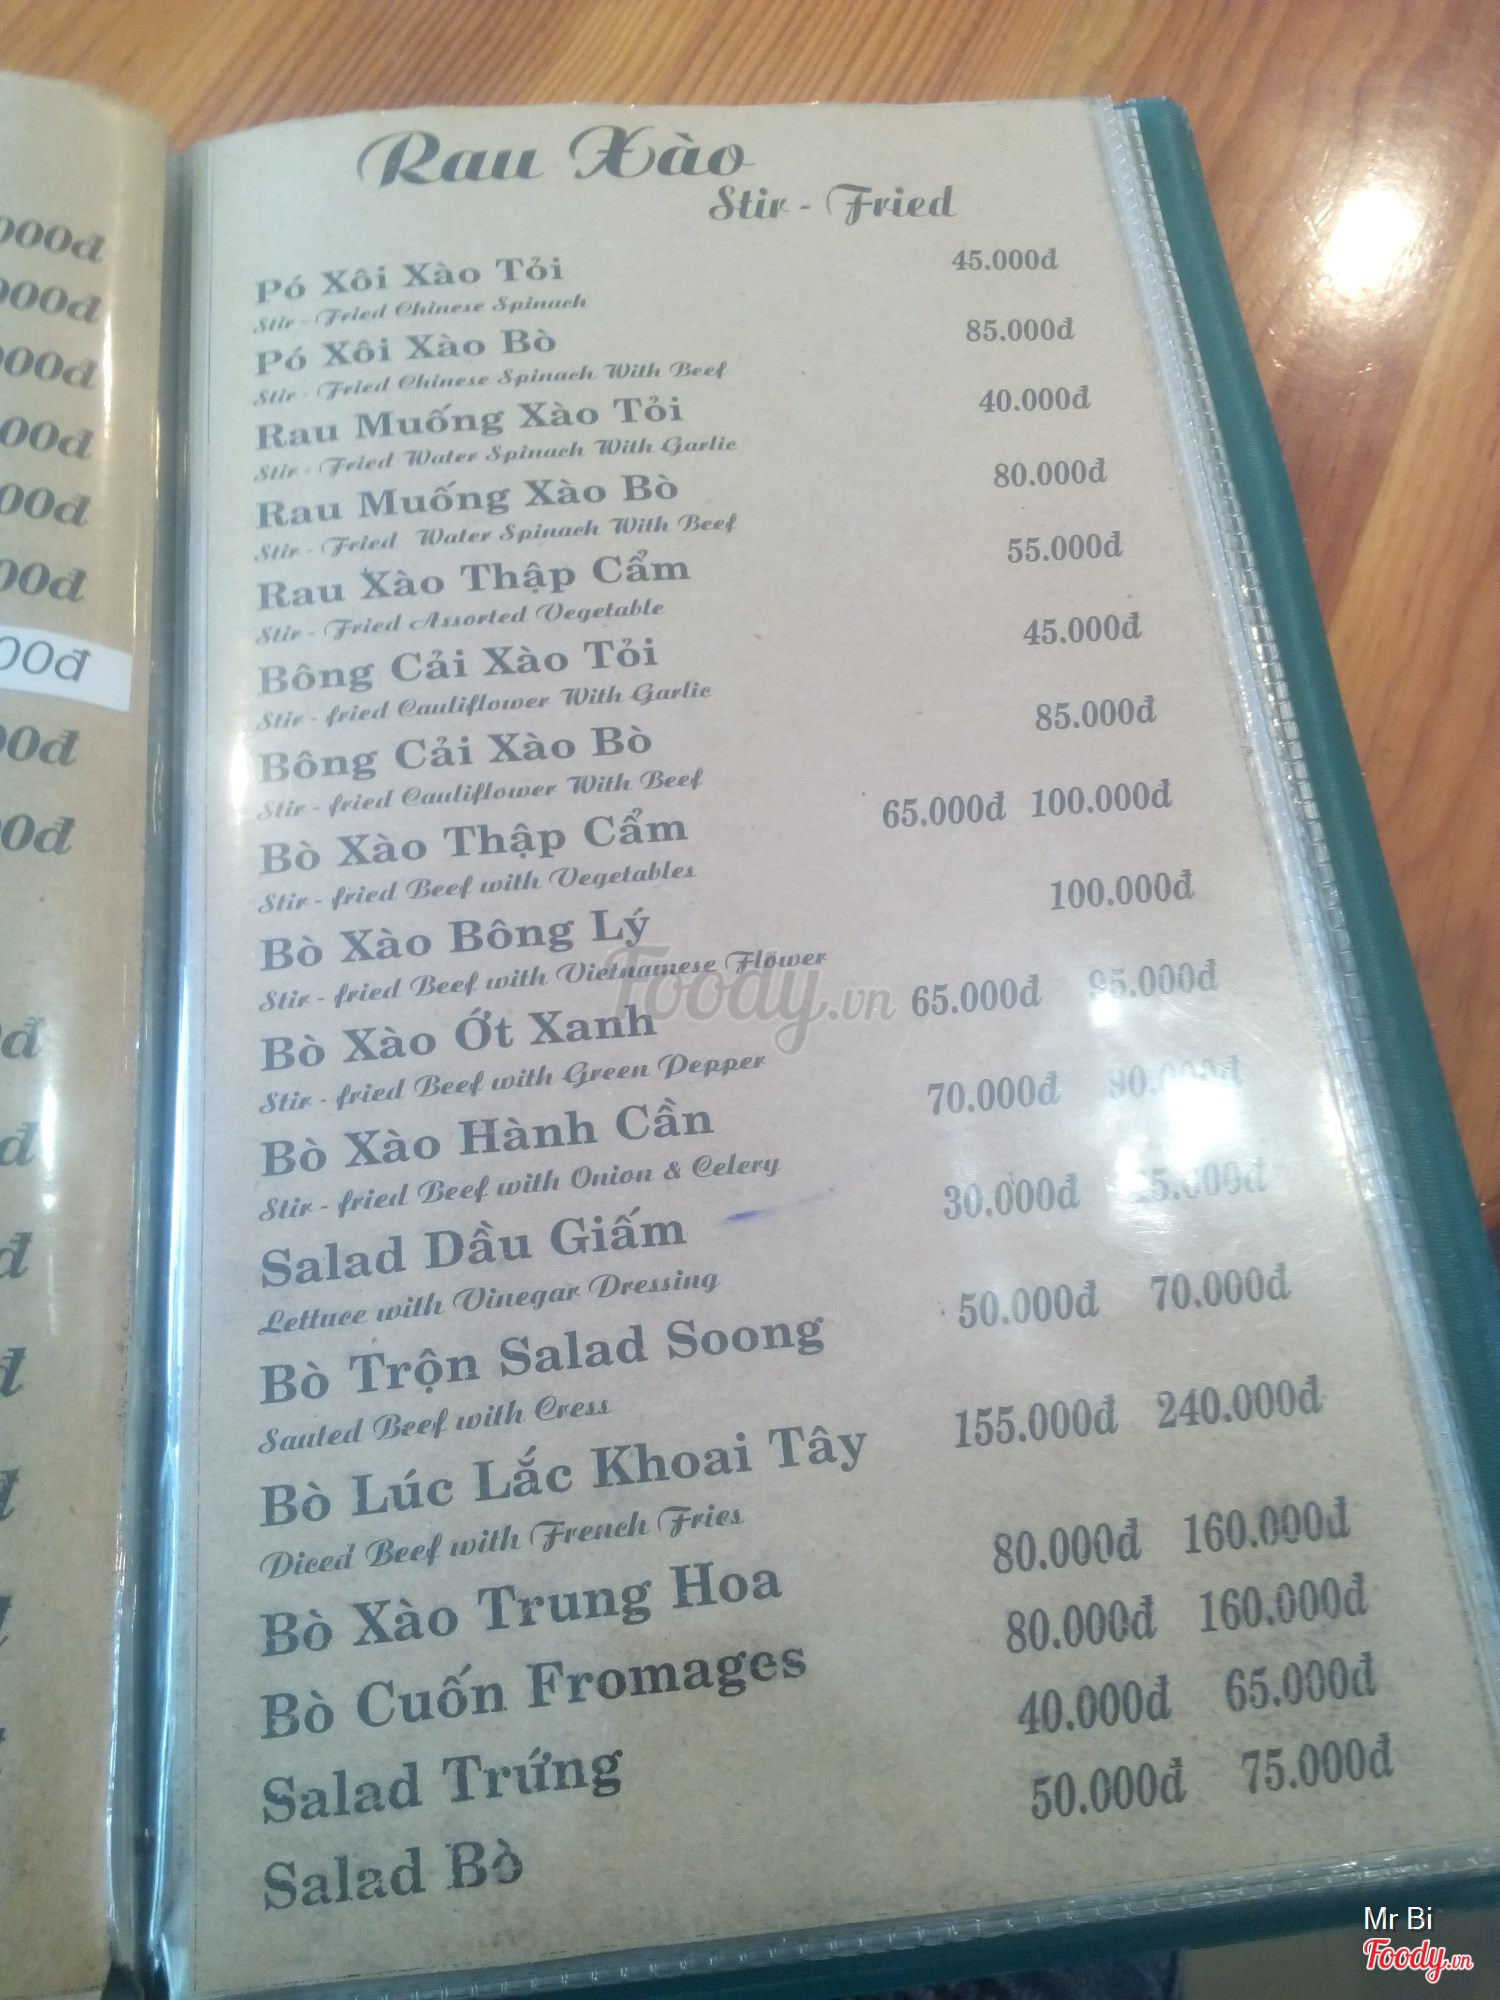 Rau Xào
Stir - Fried
Pó Xôi Xào Tỏi 45.000đ
Stir - Fried Chinese Spinach
Pó Xôi Xào Bò 85.000đ
Stir - Fried Chinese Spinach With Beef
Rau Muống Xào Tỏi 40.000đ
Stir - Fried Water Spinach With Garlic
Rau Muống Xào Bò 80.000đ
Stir - Fried Water Spinach With Beef
Rau Xào Thập Cẩm 55.000đ
Stir - Fried Assorted Vegetable
Bông Cải Xào Tỏi 45.000đ
Stir - fried Cauliflower With Garlic
Bông Cải Xào Bò 85.000đ
Stir - fried Cauliflower With Beef
Bò Xào Thập Cẩm 65.000đ 100.000đ
Stir - fried Beef with Vegetables
Bò Xào Bông Lý 100.000đ
Stir - fried Beef with Vietnamese Flower
Bò Xào Ớt Xanh 65.000đ 95.000đ
Stir - fried Beef with Green Pepper
Bò Xào Hành Cần 70.000đ 90.000đ
Stir - fried Beef with Onion & Celery
Salad Dầu Giấm 30.000đ
Lettuce with Vinegar Dressing
Bò Trộn Salad Soong 50.000đ 70.000đ
Sauted Beef with Cress
Bò Lúc Lắc Khoai Tây 155.000đ 240.000đ
Diced Beef with French Fries
Bò Xào Trung Hoa 80.000đ 160.000đ
Bò Cuốn Fromages 80.000đ 160.000đ
Salad Trứng 40.000đ 65.000đ
Salad Bò 50.000đ 75.000đ
Foody.vn
Mr Bi
Foody.vn